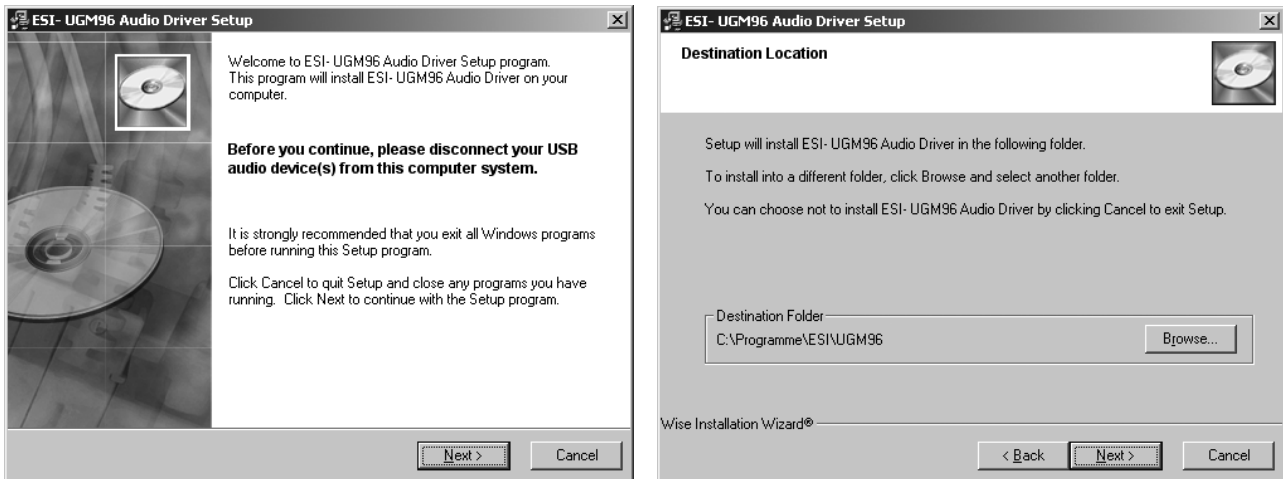 ESI- UGM96 Audio Driver Setup
Welcome to ESI- UGM96 Audio Driver Setup program.
This program will install ESI- UGM96 Audio Driver on your
computer.
Before you continue, please disconnect your USB
audio device(s) from this computer system.
It is strongly recommended that you exit all Windows programs
before running this Setup program.
Click Cancel to quit Setup and close any programs you have
running. Click Next to continue with the Setup program.
Next >
Cancel
ESI- UGM96 Audio Driver Setup
Destination Location
Setup will install ESI- UGM96 Audio Driver in the following folder.
To install into a different folder, click Browse and select another folder.
You can choose not to install ESI- UGM96 Audio Driver by clicking Cancel to exit Setup.
Destination Folder
C:\Programme\ESI\UGM96
Browse...
Wise Installation Wizard®
< Back
Next >
Cancel